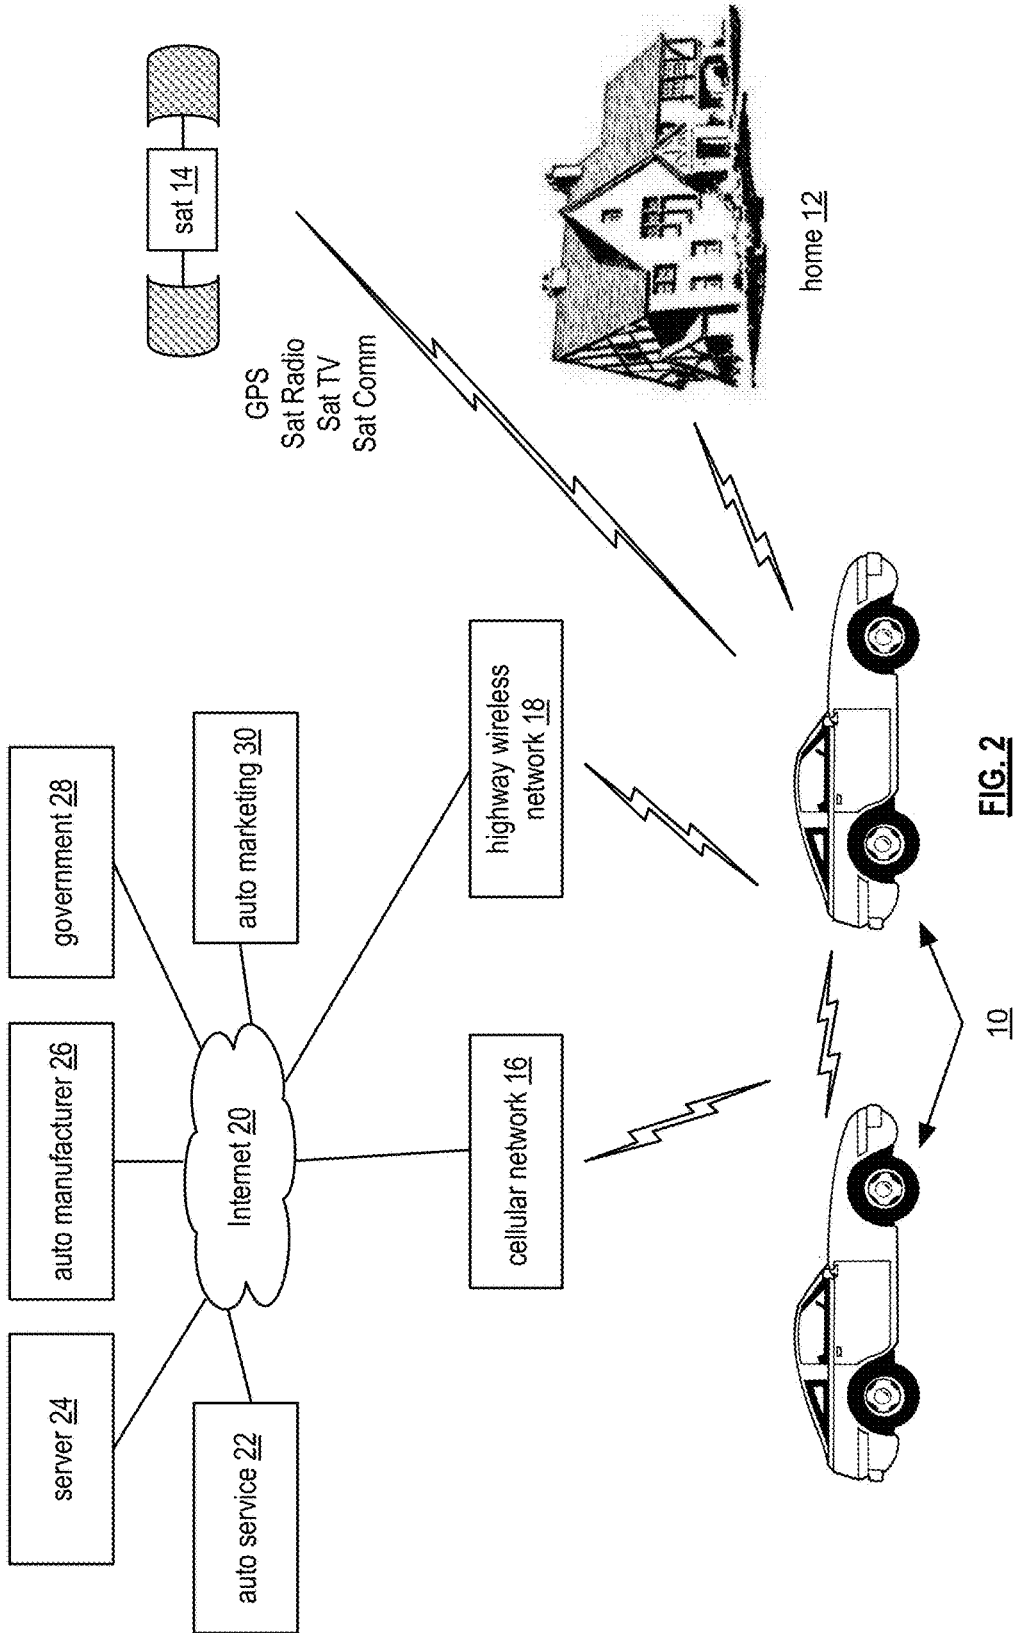 server 24
auto manufacturer 26
government 28
auto service 22
Internet 20
auto marketing 30
sat 14
GPS
Sat Radio
Sat TV
Sat Comm
cellular network 16
highway wireless
network 18
home 12
10
FIG. 2